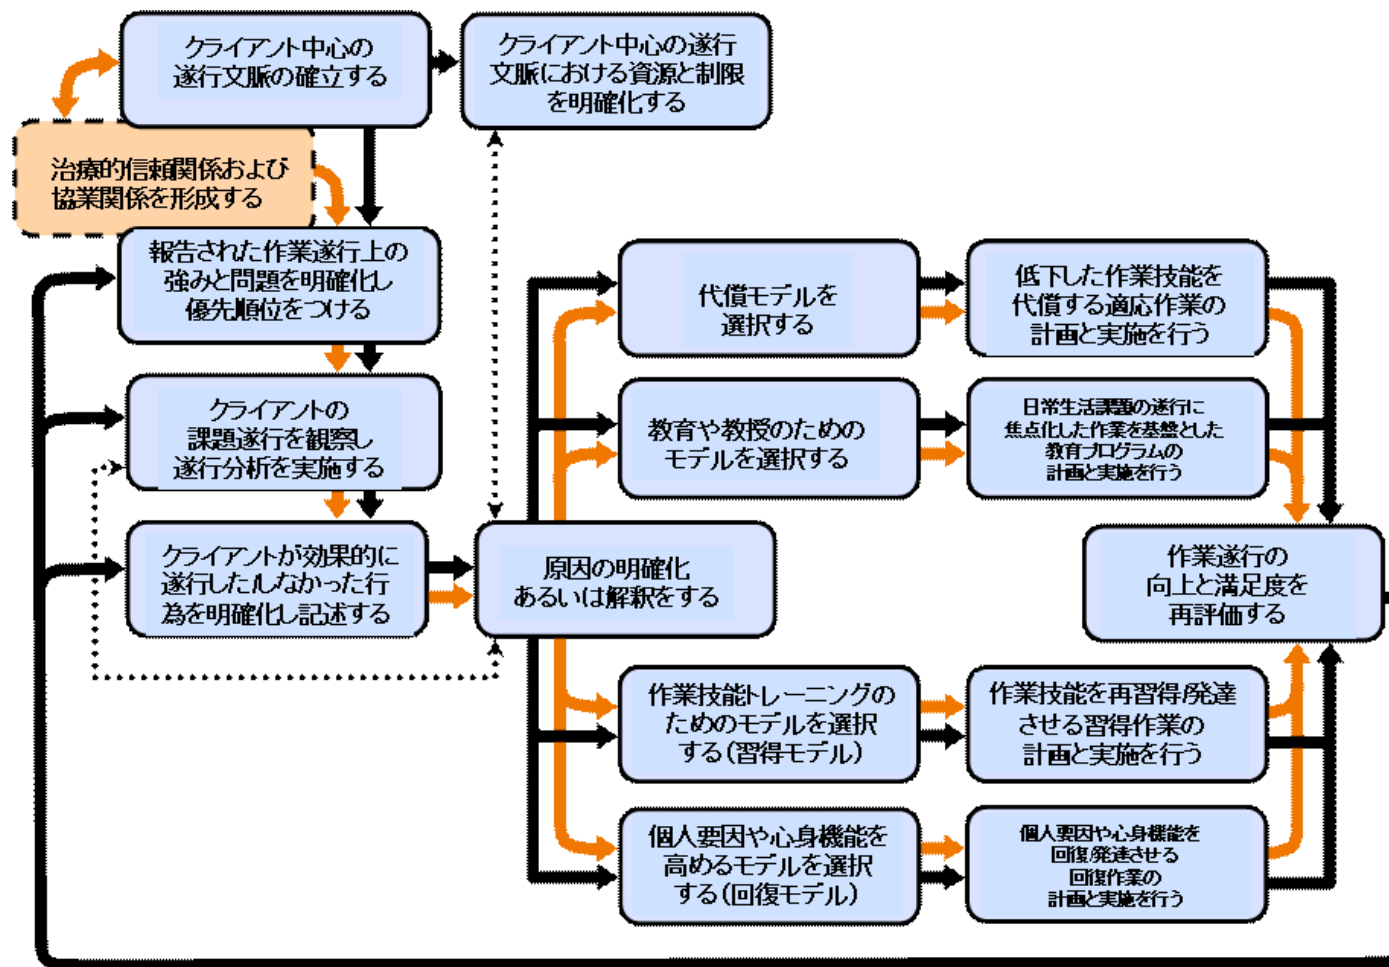 クライアント中心の
遂行文脈の確立する
クライアント中心の遂行
文脈における資源と制限
を明確化する
治療的信頼関係および
協業関係を形成する
報告された作業遂行上の
強みと問題を明確化し
優先順位をつける
クライアントの
課題遂行を観察し
遂行分析を実施する
クライアントが効果的に
遂行した/しなかった行
為を明確化し記述する
原因の明確化
あるいは解釈をする
代償モデルを
選択する
低下した作業技能を
代償する適応作業の
計画と実施を行う
教育や教授のための
モデルを選択する
日常生活課題の遂行に
焦点化した作業を基盤とした
教育プログラムの
計画と実施を行う
作業技能トレーニングの
ためのモデルを選択
する(習得モデル)
作業技能を再習得/発達
させる習得作業の
計画と実施を行う
個人要因や心身機能を
高めるモデルを選択
する(回復モデル)
個人要因や心身機能を
回復/発達させる
回復作業の
計画と実施を行う
作業遂行の
向上と満足度を
再評価する